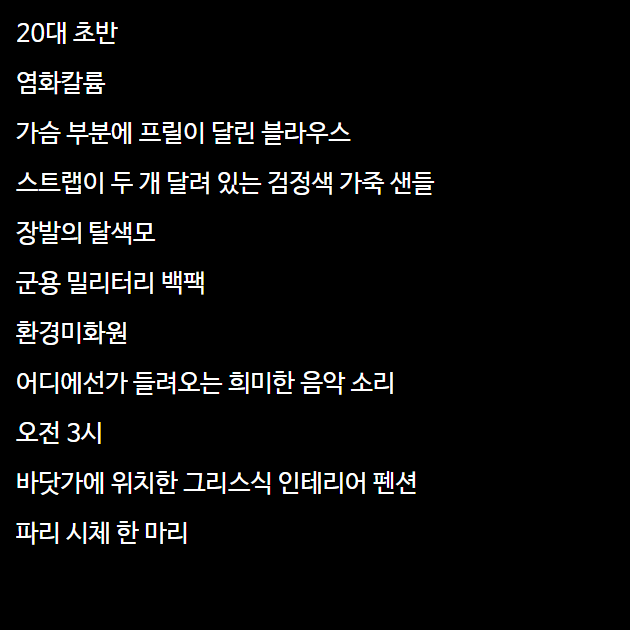 20대 초반
염화칼륨
가슴 부분에 프릴이 달린 블라우스
스트랩이 두 개 달려 있는 검정색 가죽 샌들
장발의 탈색모
군용 밀리터리 백팩
환경미화원
어디에선가 들려오는 희미한 음악 소리
오전 3시
바닷가에 위치한 그리스식 인테리어 펜션
파리 시체 한 마리